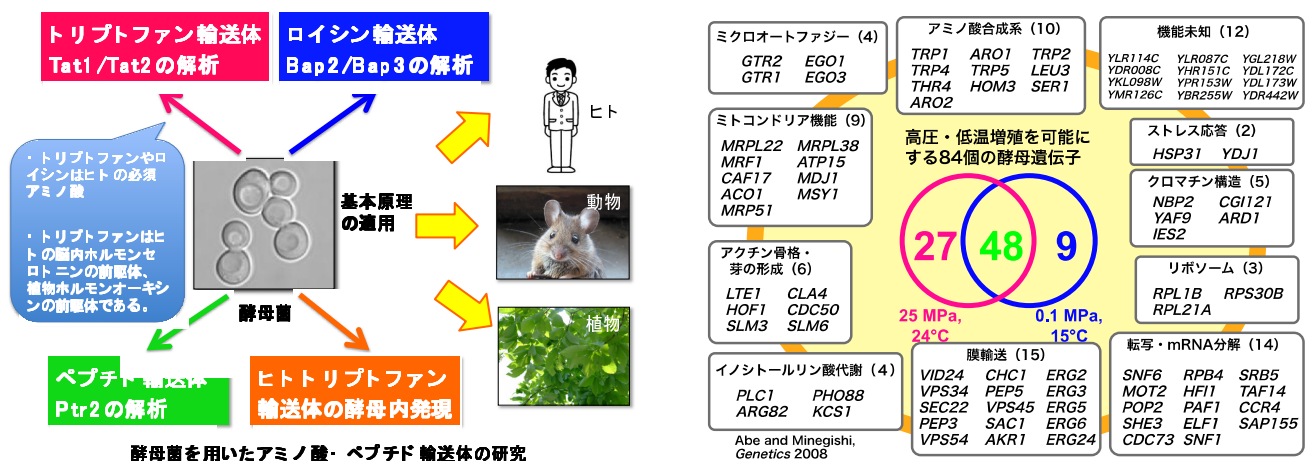 トリプトファン輸送体
Tat1/Tat2の解析
ロイシン輸送体
Bap2/Bap3の解析
・トリプトファンやロ
イシンはヒトの必須
アミノ酸
・トリプトファンはヒ
トの脳内ホルモンセ
ロトニンの前駆体、
植物ホルモンオーキシ
ンの前駆体である。
酵母菌
基本原理
の適用
ヒト
動物
植物
ペプチド輸送体
Ptr2の解析
ヒトトリプトファン
輸送体の酵母内発現
酵母菌を用いたアミノ酸・ペプチド輸送体の研究
ミクロオートファジー（4）
GTR2 EGO1
GTR1 EGO3
アミノ酸合成系（10）
TRP1 ARO1 TRP2
TRP4 TRP5 LEU3
THR4 HOM3 SER1
ARO2
機能未知（12）
YLR114C YLR087C YGL218W
YDR008C YHR151C YDL172C
YKL098W YPR153W YDL173W
YMR126C YBR255W YDR442W
ミトコンドリア機能（9）
MRPL22 MRPL38
MRF1 ATP15
CAF17 MDJ1
ACO1 MSY1
MRP51
高圧・低温増殖を可能に
する84個の酵母遺伝子
27 48 9
25 MPa,
24°C
0.1 MPa,
15°C
ストレス応答（2）
HSP31 YDJ1
クロマチン構造（5）
NBP2 CGI121
YAF9 ARD1
IES2
アクチン骨格・
芽の形成（6）
LTE1 CLA4
HOF1 CDC50
SLM3 SLM6
リボソーム（3）
RPL1B RPS30B
RPL21A
イノシトールリン酸代謝（4）
PLC1 PHO88
ARG82 KCS1
膜輸送（15）
VID24 CHC1 ERG2
VPS34 PEP5 ERG3
SEC22 VPS45 ERG5
PEP3 SAC1 ERG6
VPS54 AKR1 ERG24
転写・mRNA分解（14）
SNF6 RPB4 SRB5
MOT2 HFI1 TAF14
POP2 PAF1 CCR4
SHE3 ELF1 SAP155
CDC73 SNF1
Abe and Minegishi,
Genetics 2008